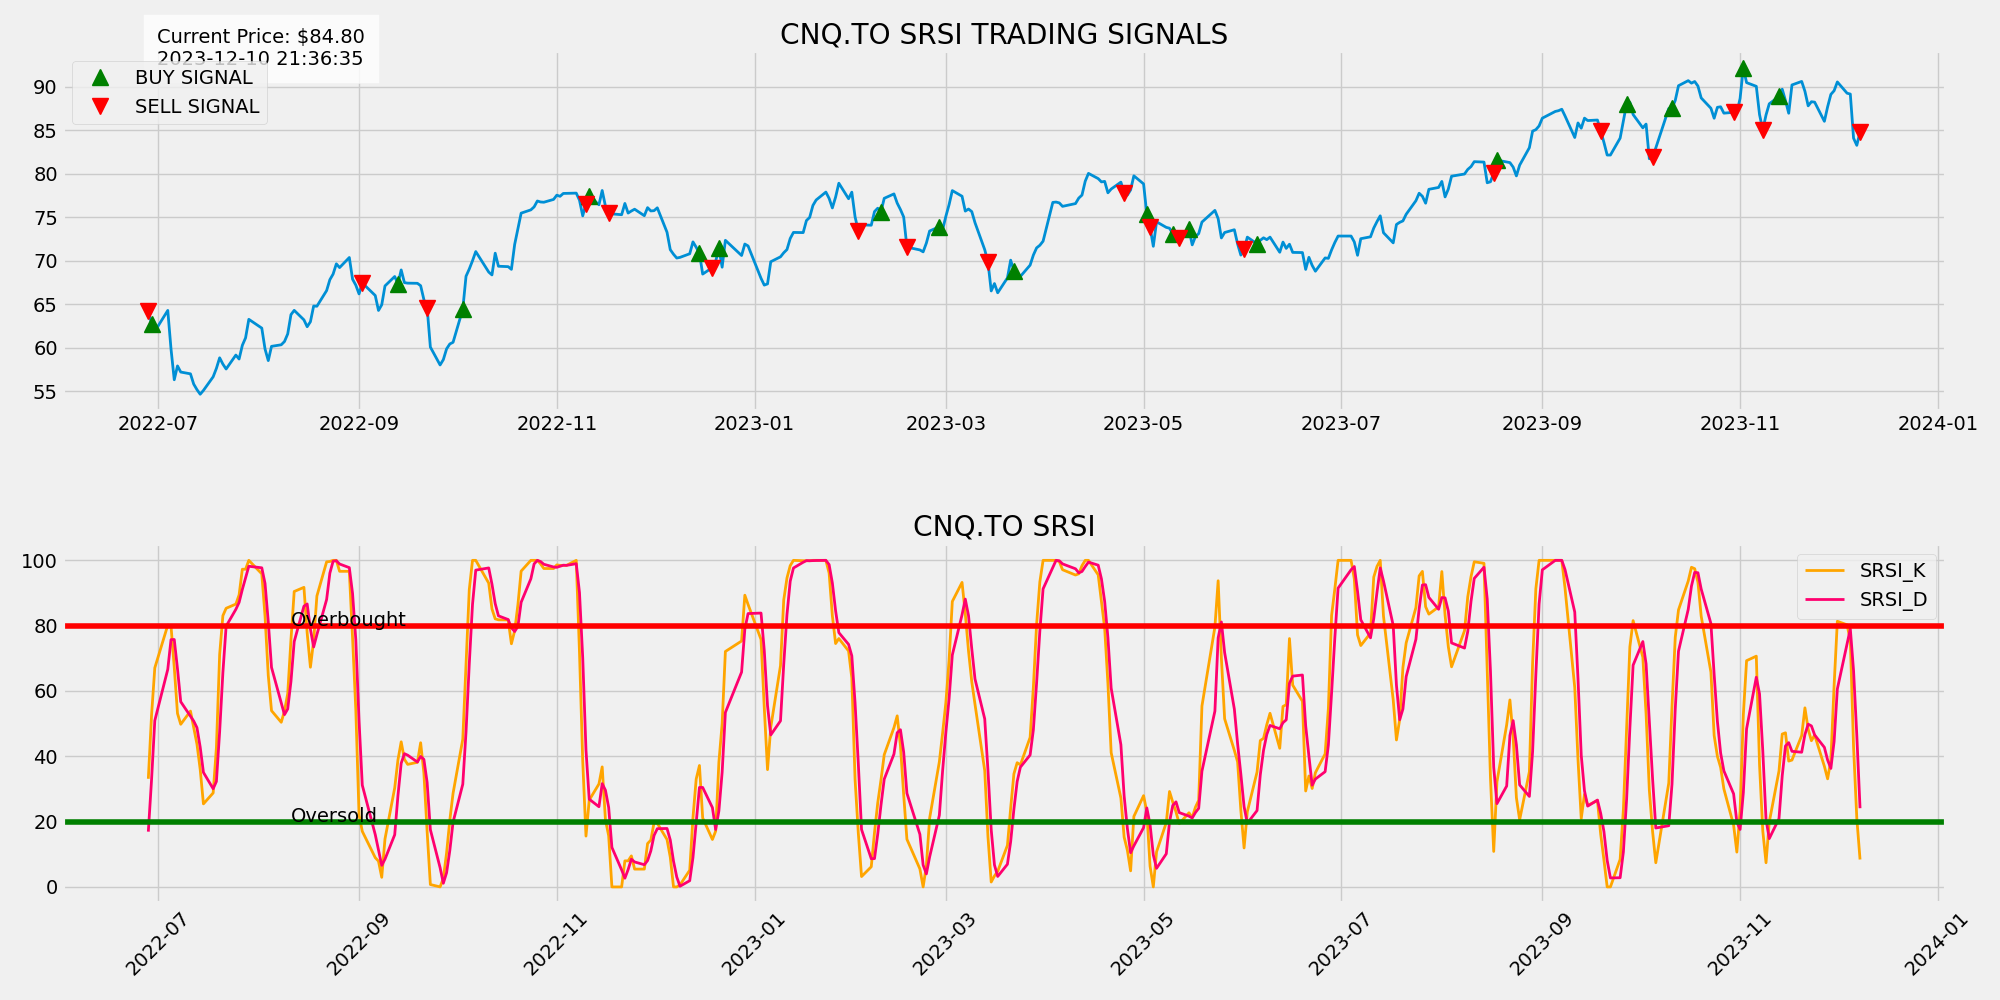 CNQ.TO SRSI TRADING SIGNALS
Current Price: $84.80
2023-12-10 21:36:35
BUY SIGNAL
SELL SIGNAL
90
85
80
75
70
65
60
55
2022-07 2022-09 2022-11 2023-01 2023-03 2023-05 2023-07 2023-09 2023-11 2024-01
CNQ.TO SRSI
SRSI_K
SRSI_D
100
80
60
40
20
0
Overbought
Oversold
2022-07 2022-09 2022-11 2023-01 2023-03 2023-05 2023-07 2023-09 2023-11 2024-01